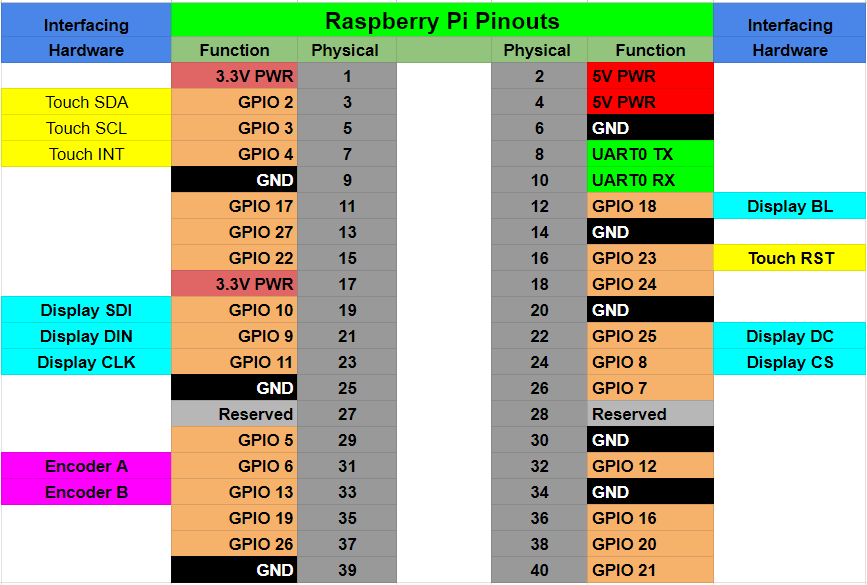 Interfacing Hardware Raspberry Pi Pinouts Interfacing Hardware
Function Physical Physical Function
3.3V PWR 1 2 5V PWR
Touch SDA GPIO 2 3 4 5V PWR
Touch SCL GPIO 3 5 6 GND
Touch INT GPIO 4 7 8 UART0 TX
GND 9 10 UART0 RX
GPIO 17 11 12 GPIO 18 Display BL
GPIO 27 13 14 GND
GPIO 22 15 16 GPIO 23 Touch RST
3.3V PWR 17 18 GPIO 24
Display SDI GPIO 10 19 20 GND
Display DIN GPIO 9 21 22 GPIO 25 Display DC
Display CLK GPIO 11 23 24 GPIO 8 Display CS
GND 25 26 GPIO 7
Reserved 27 28 Reserved
GPIO 5 29 30 GND
Encoder A GPIO 6 31 32 GPIO 12
Encoder B GPIO 13 33 34 GND
GPIO 19 35 36 GPIO 16
GPIO 26 37 38 GPIO 20
GND 39 40 GPIO 21